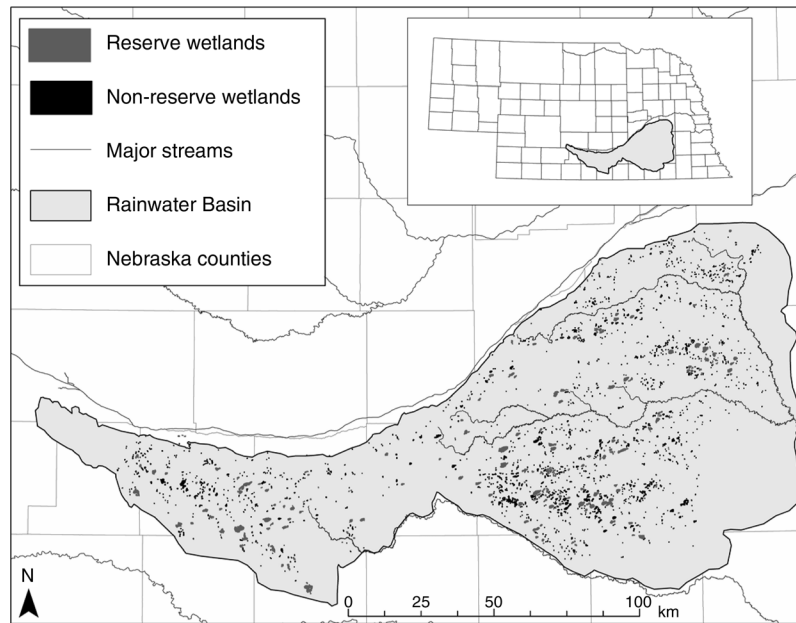 Reserve wetlands
Non-reserve wetlands
Major streams
Rainwater Basin
Nebraska counties
N
0 25 50 100
km